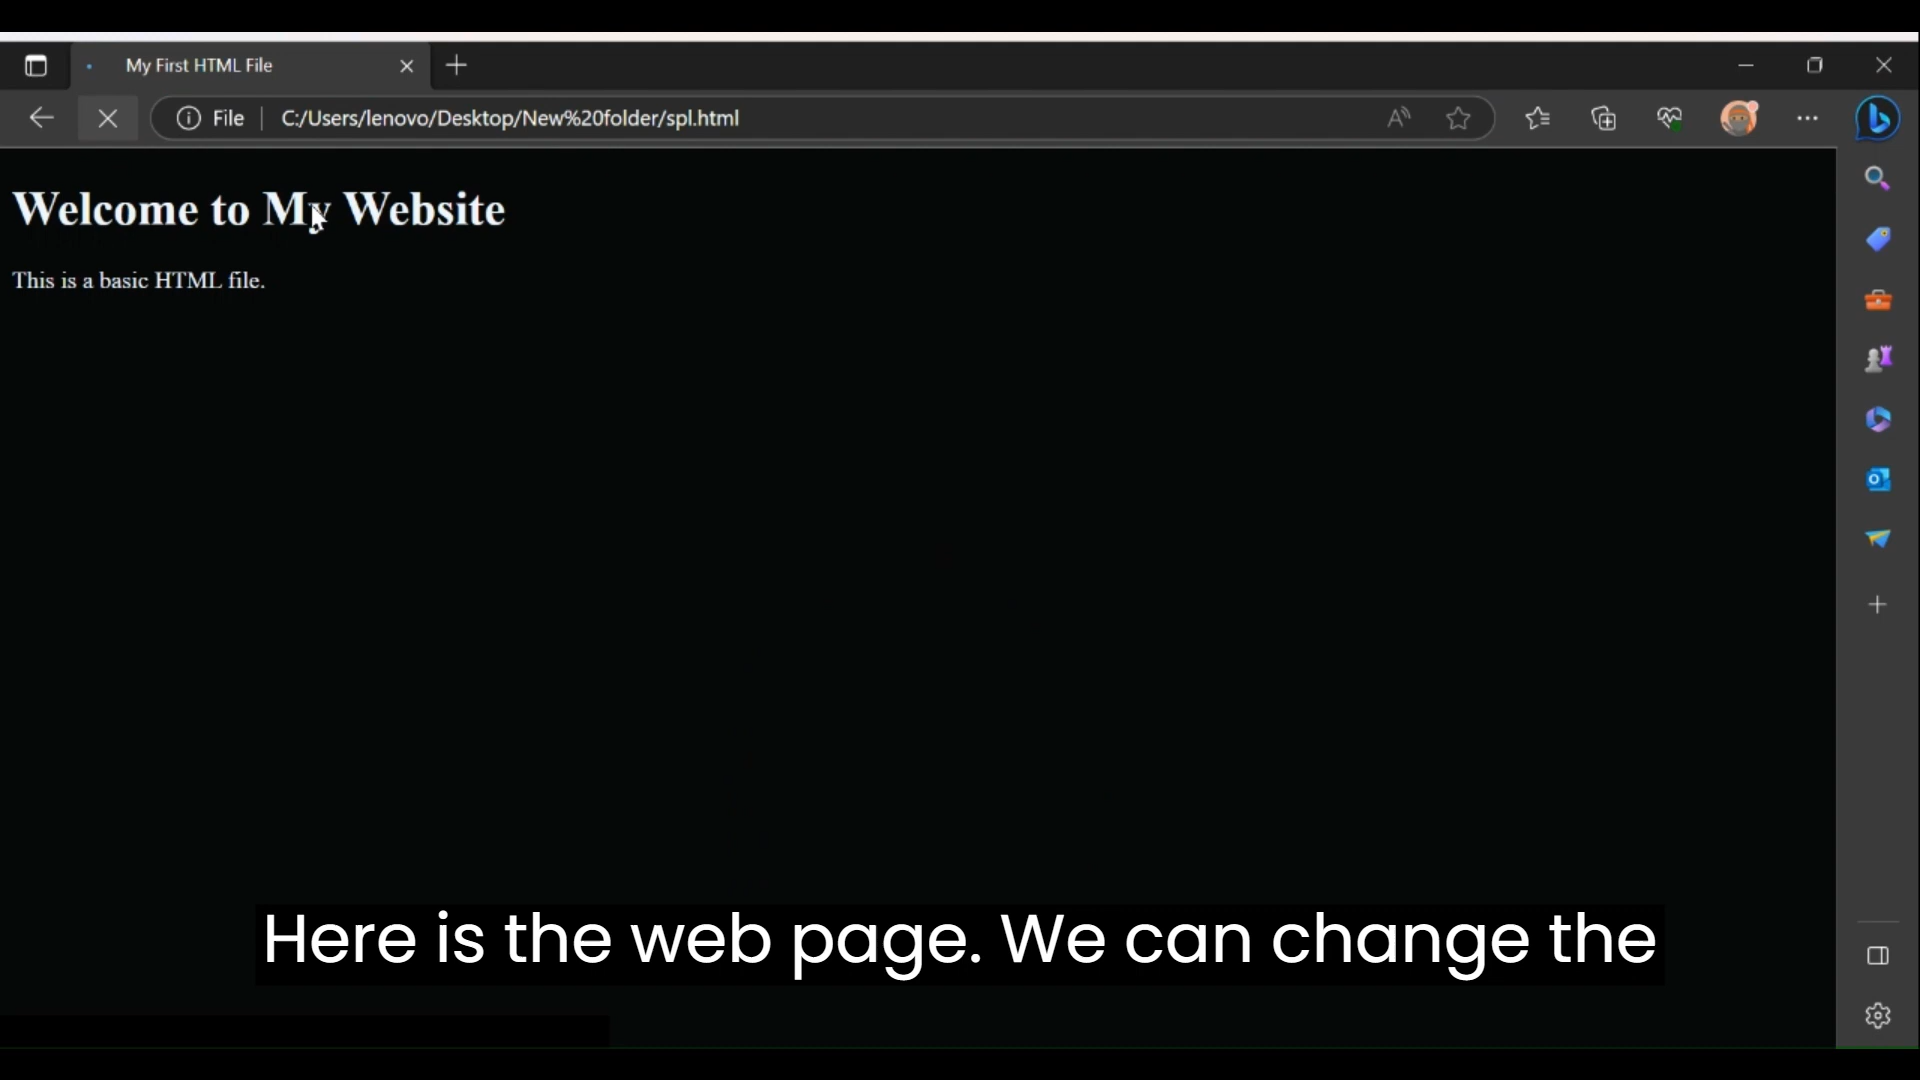 My First HTML File
File C:/Users/lenovo/Desktop/New%20folder/spl.html
Welcome to My Website
This is a basic HTML file.
Here is the web page. We can change the